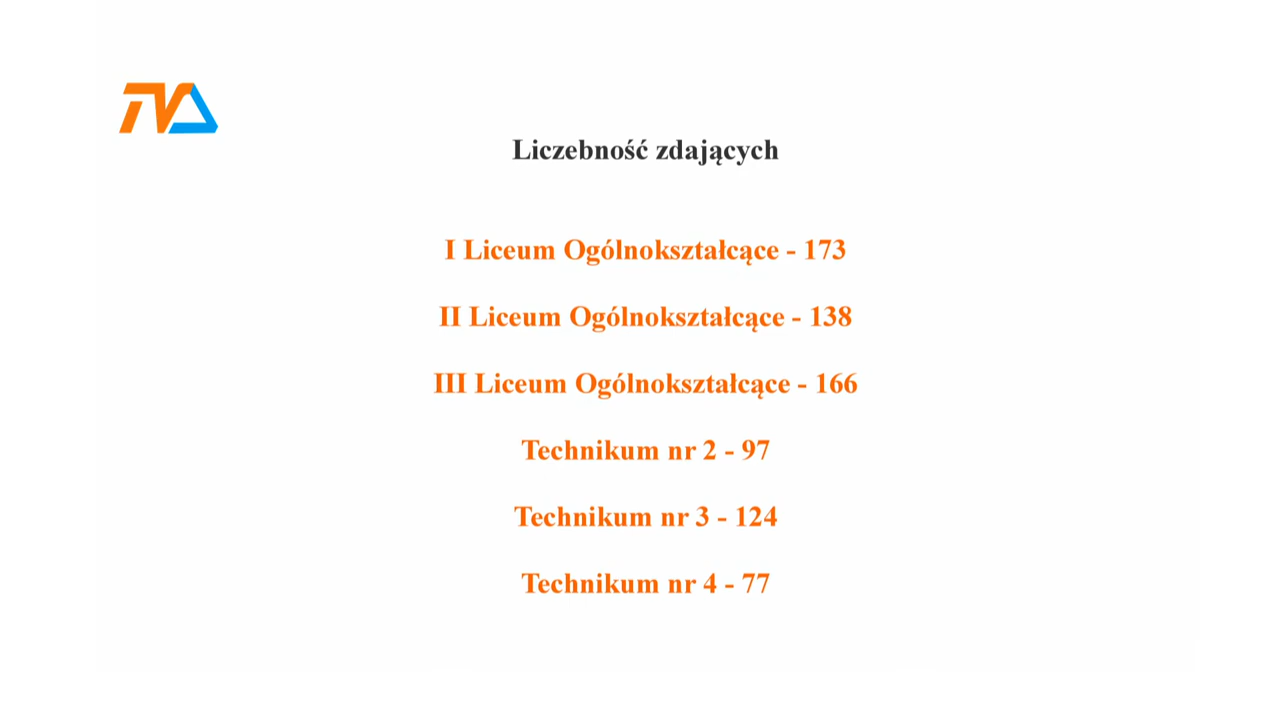 TVA
Liczebność zdających
I Liceum Ogólnokształcące - 173
II Liceum Ogólnokształcące - 138
III Liceum Ogólnokształcące - 166
Technikum nr 2 - 97
Technikum nr 3 - 124
Technikum nr 4 - 77